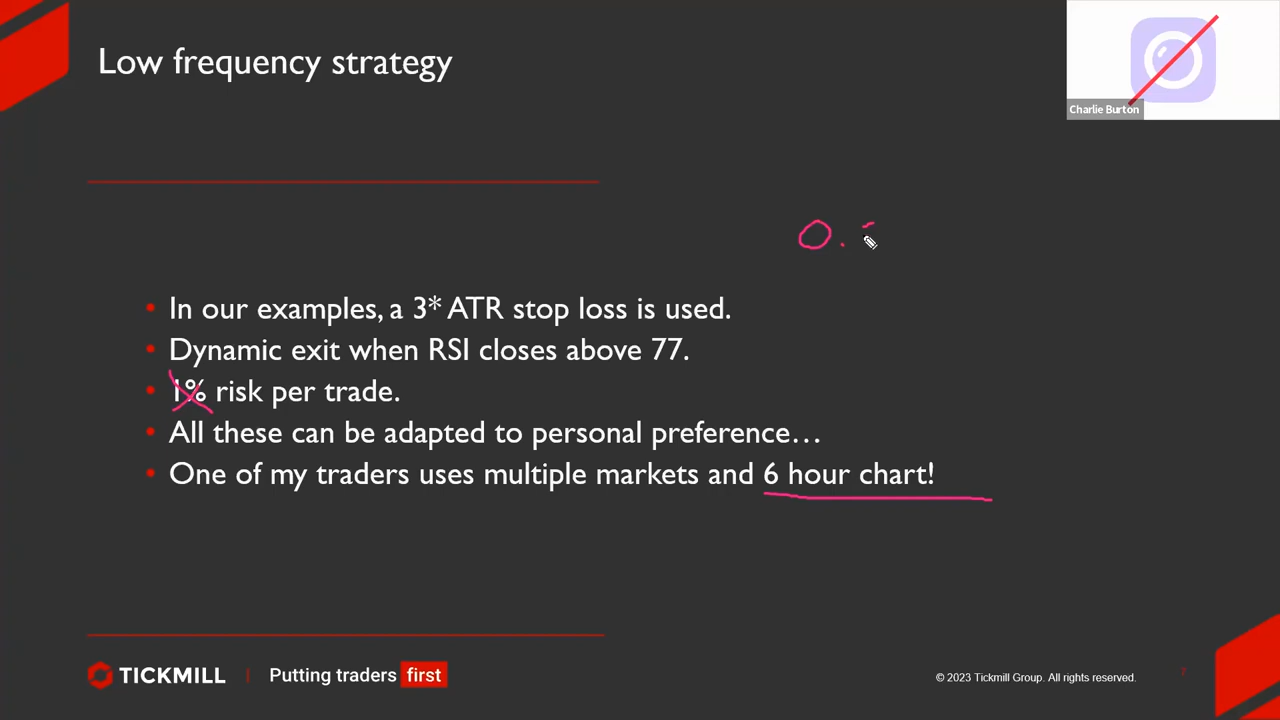 Low frequency strategy
Charlie Burton
0.
• In our examples, a 3* ATR stop loss is used.
• Dynamic exit when RSI closes above 77.
• 1% risk per trade.
• All these can be adapted to personal preference…
• One of my traders uses multiple markets and 6 hour chart!
TICKMILL | Putting traders first
© 2023 Tickmill Group. All rights reserved.
7